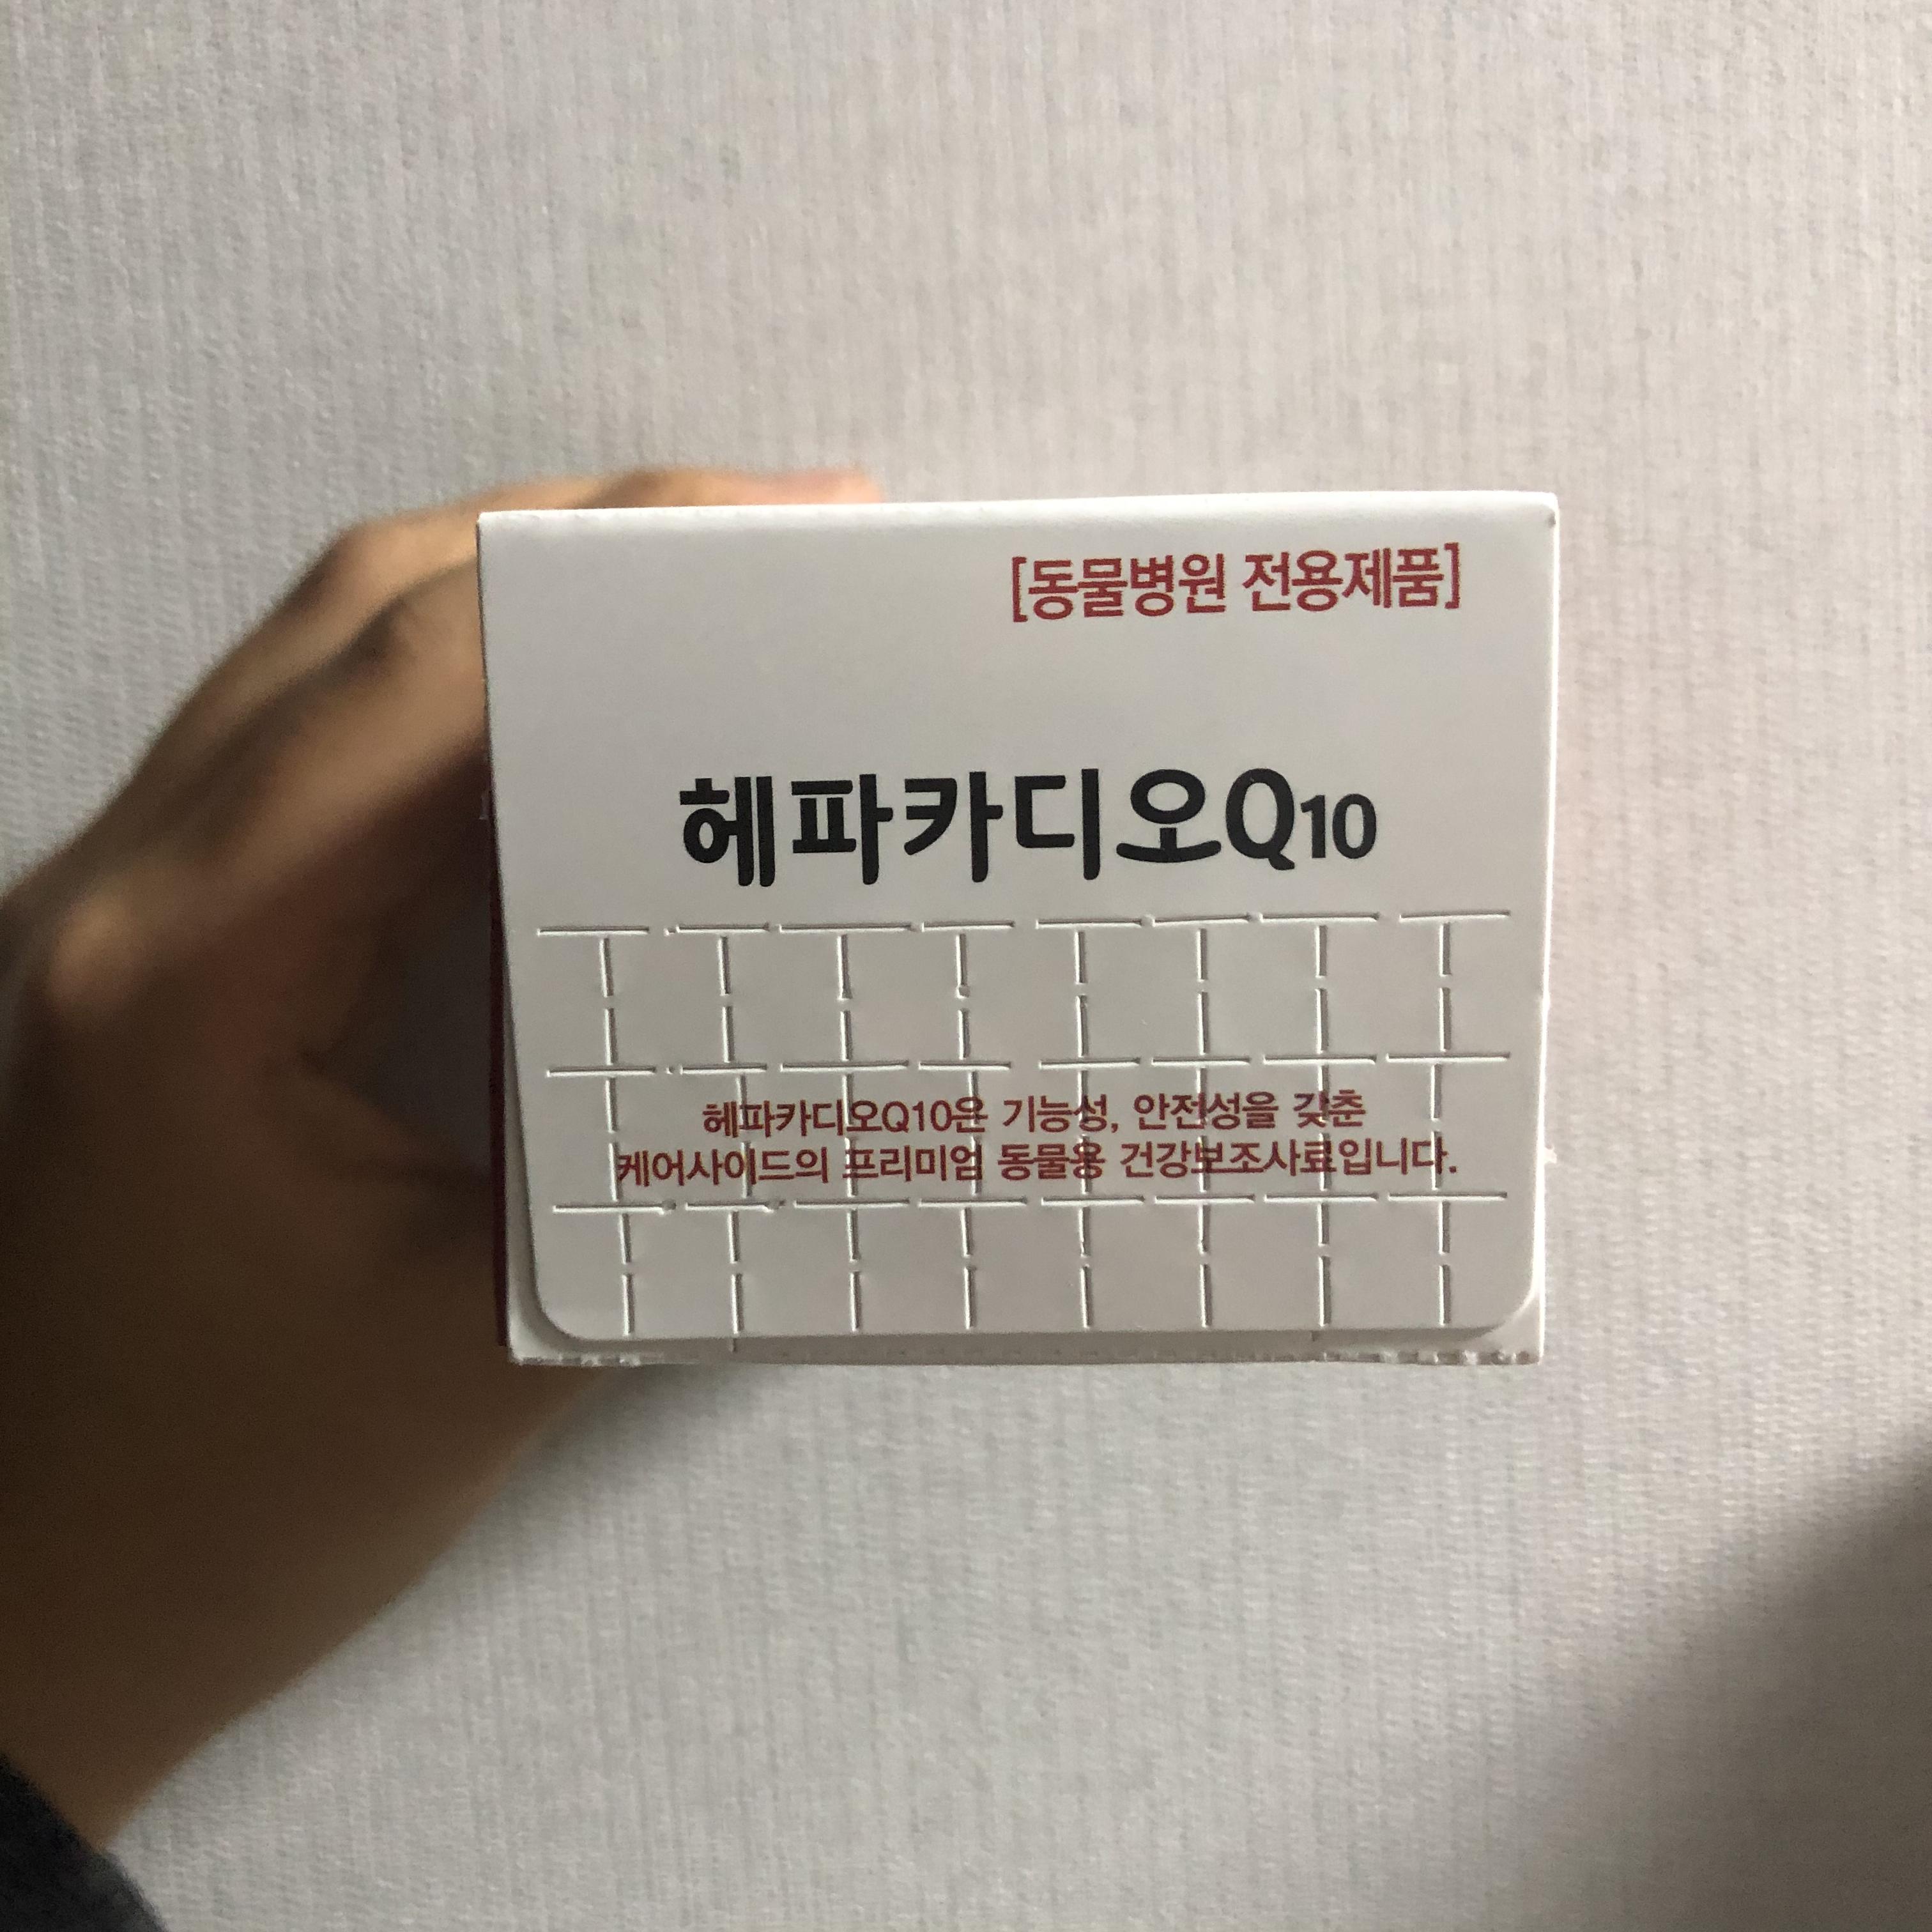 [동물병원 전용제품]
헤파카디오Q10
헤파카디오Q10은 기능성, 안전성을 갖춘
케어사이드의 프리미엄 동물용 건강보조사료입니다.